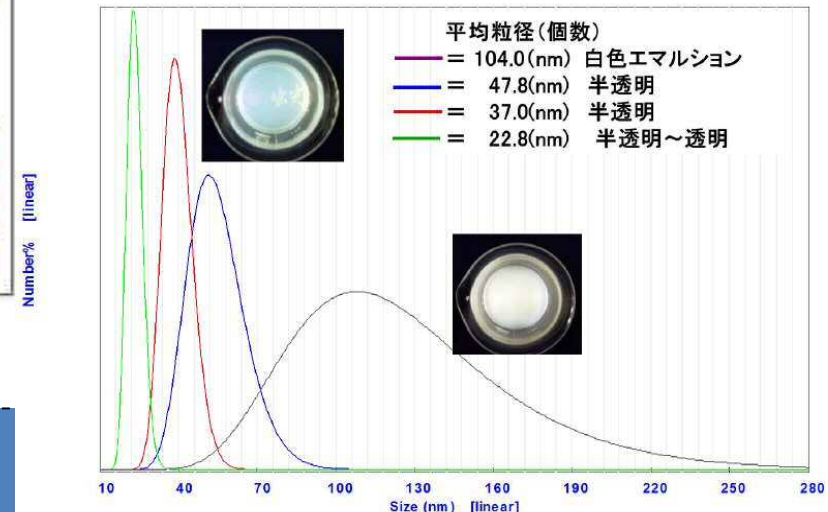 平均粒径(個数)
= 104.0(nm) 白色エマルション
= 47.8(nm) 半透明
= 37.0(nm) 半透明
= 22.8(nm) 半透明～透明
Number% [linear]
10 40 70 100 130 160 190 220 250 280
Size (nm) [linear]